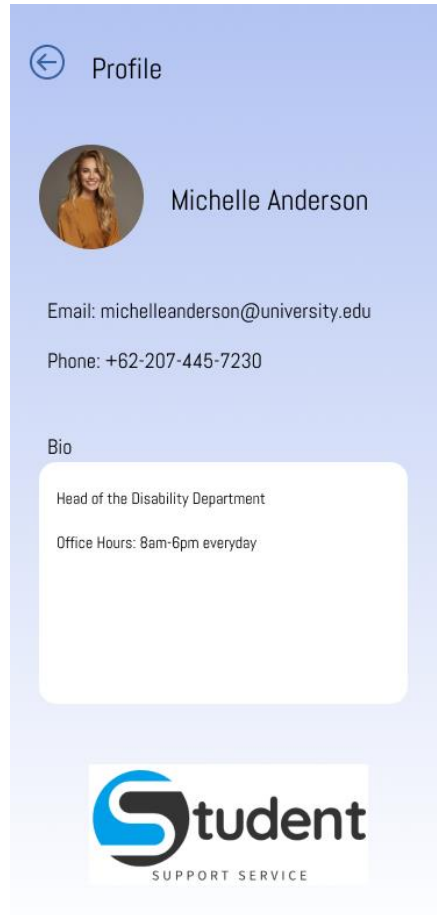 Profile
Michelle Anderson
Email: michelleanderson@university.edu
Phone: +62-207-445-7230
Bio
Head of the Disability Department
Office Hours: 8am-6pm everyday
Student
SUPPORT SERVICE